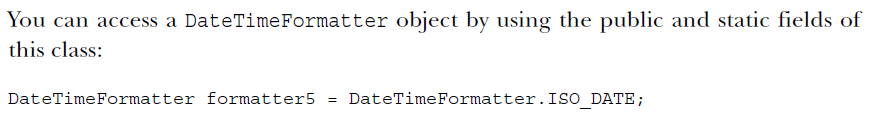 You can access a DateTimeFormatter object by using the public and static fields of
this class:
DateTimeFormatter formatter5 = DateTimeFormatter.ISO_DATE;